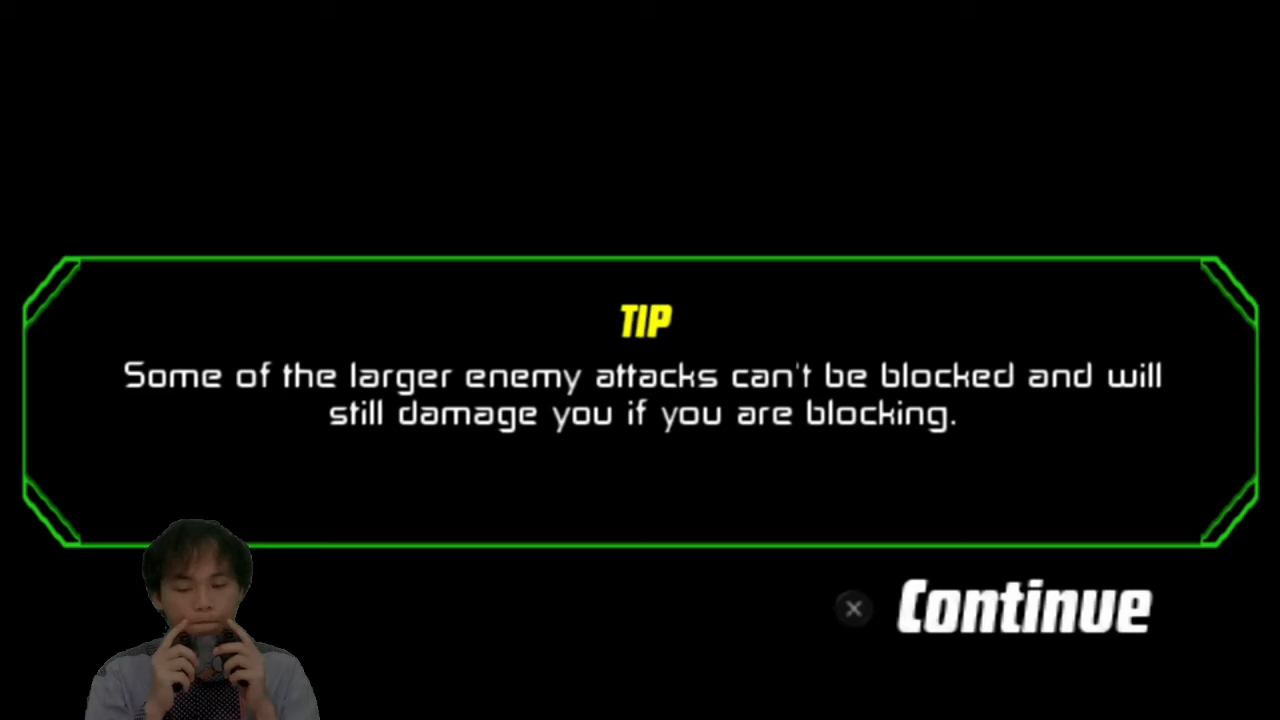 TIP
Some of the larger enemy attacks can't be blocked and will
still damage you if you are blocking.
Continue